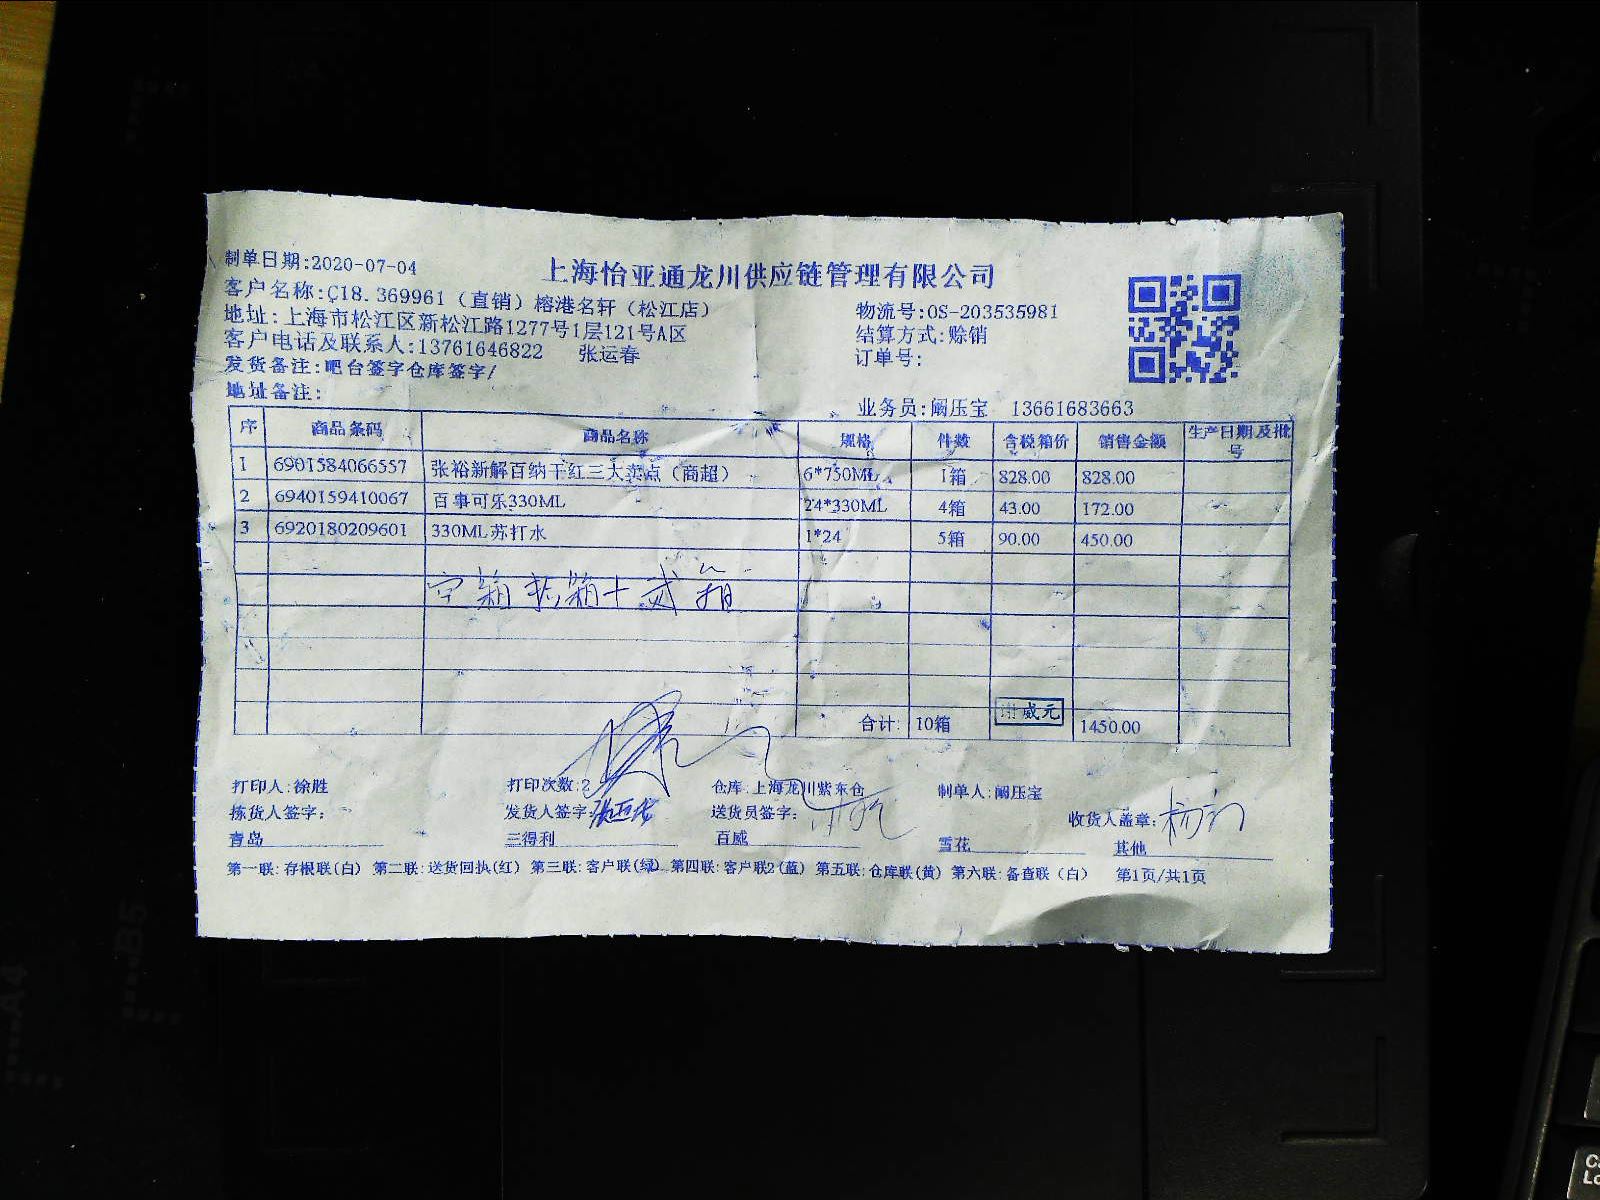 制单日期:2020-07-04
上海怡亚通龙川供应链管理有限公司
客户名称:C18.369961（直销）榕港名轩（松江店）
物流号:OS-203535981
地址:上海市松江区新松江路1277号1层121号A区
结算方式:赊销
客户电话及联系人:13761646822 张运春
订单号:
发货备注:吧台签字仓库签字/
地址备注:
业务员:阚压宝 13661683663
序 商品条码 商品名称 规格 件数 含税箱价 销售金额 生产日期及批号
1 6901584066557 张裕新解百纳干红三大卖点（商超） 6*750ML 1箱 828.00 828.00
2 6940159410067 百事可乐330ML 24*330ML 4箱 43.00 172.00
3 6920180209601 330ML苏打水 1*24 5箱 90.00 450.00
空箱 箱十贰箱
合计: 10箱 威元 1450.00
打印人:徐胜 打印次数:2 仓库:上海龙川紫东仓 制单人:阚压宝
拣货人签字: 发货人签字: 送货员签字: 收货人盖章:
青岛 三得利 百威 雪花 其他
第一联:存根联(白) 第二联:送货回执(红) 第三联:客户联(绿) 第四联:客户联2(蓝) 第五联:仓库联(黄) 第六联:备查联（白） 第1页/共1页